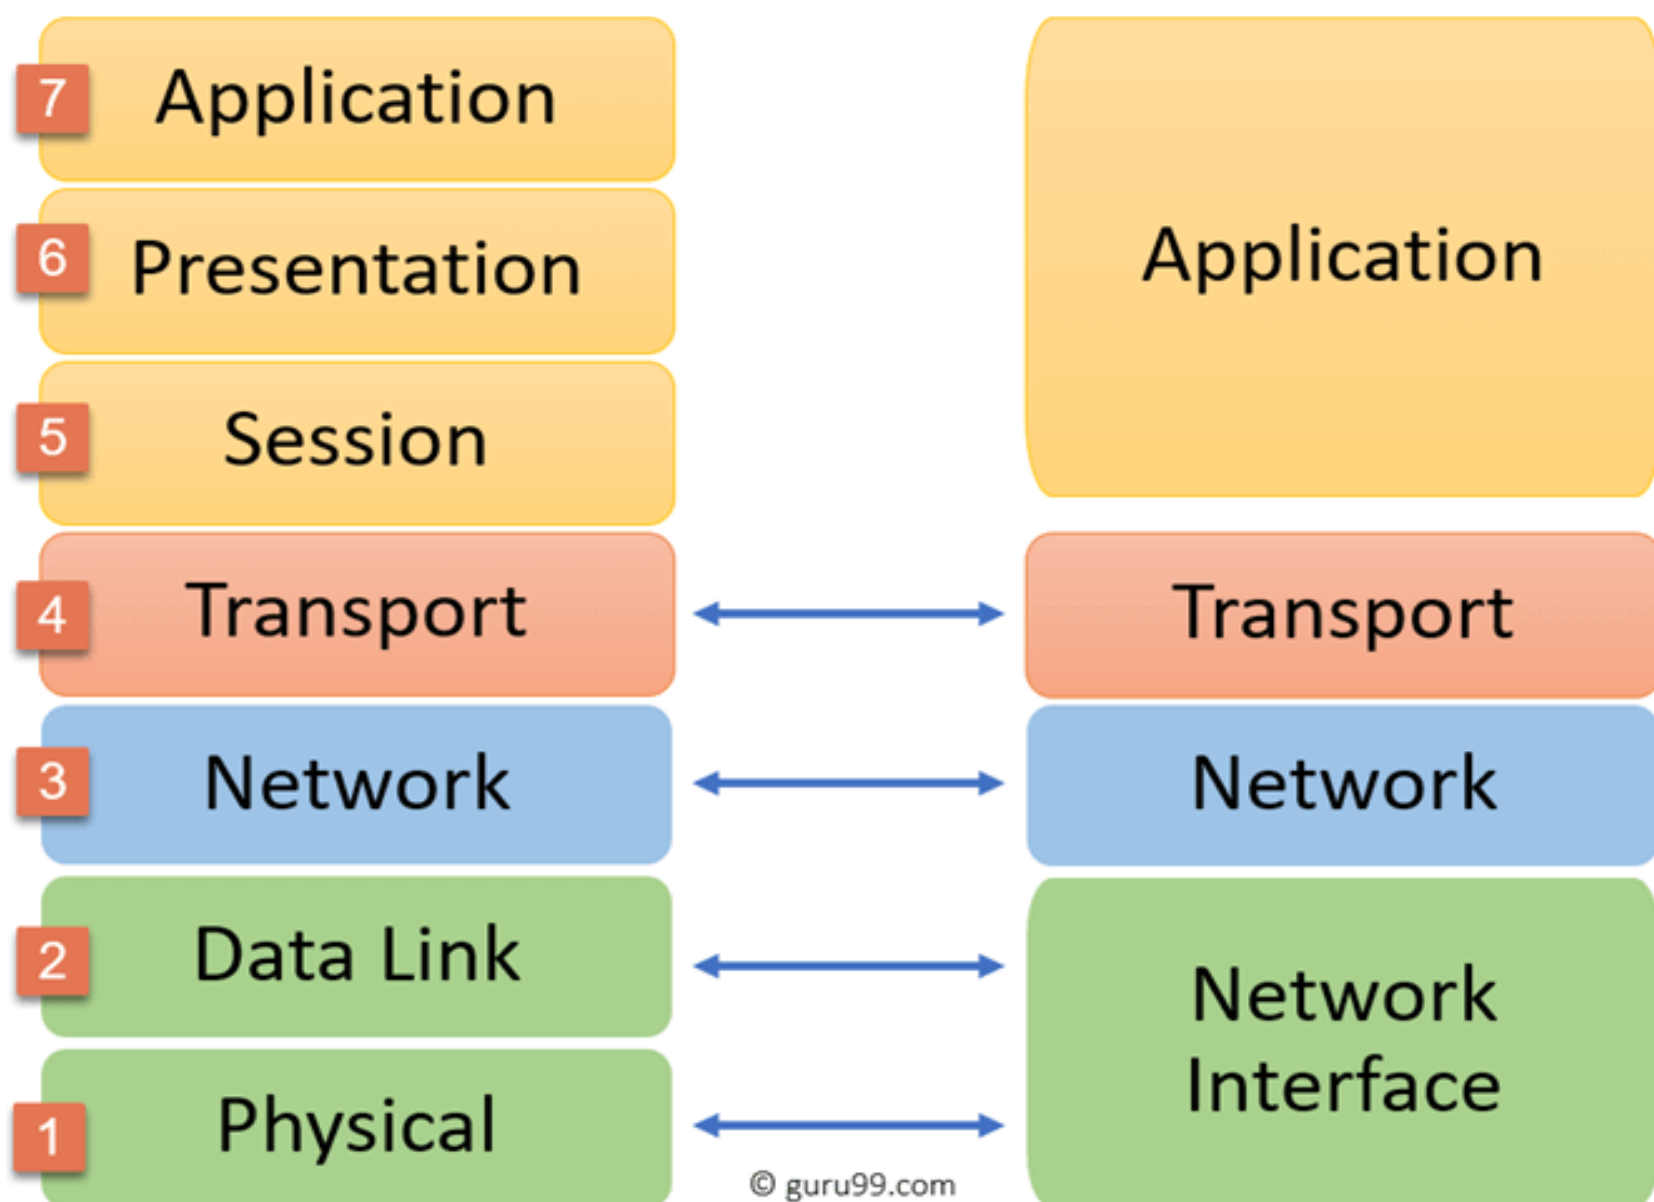 7
Application
6
Presentation
5
Session
4
Transport
3
Network
2
Data Link
1
Physical
Application
Transport
Network
Network
Interface
© guru99.com